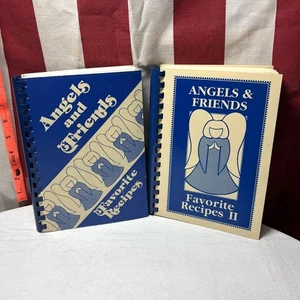 Angels
and
Friends
Favorite
Recipes
ANGELS &
FRIENDS
Favorite
Recipes II